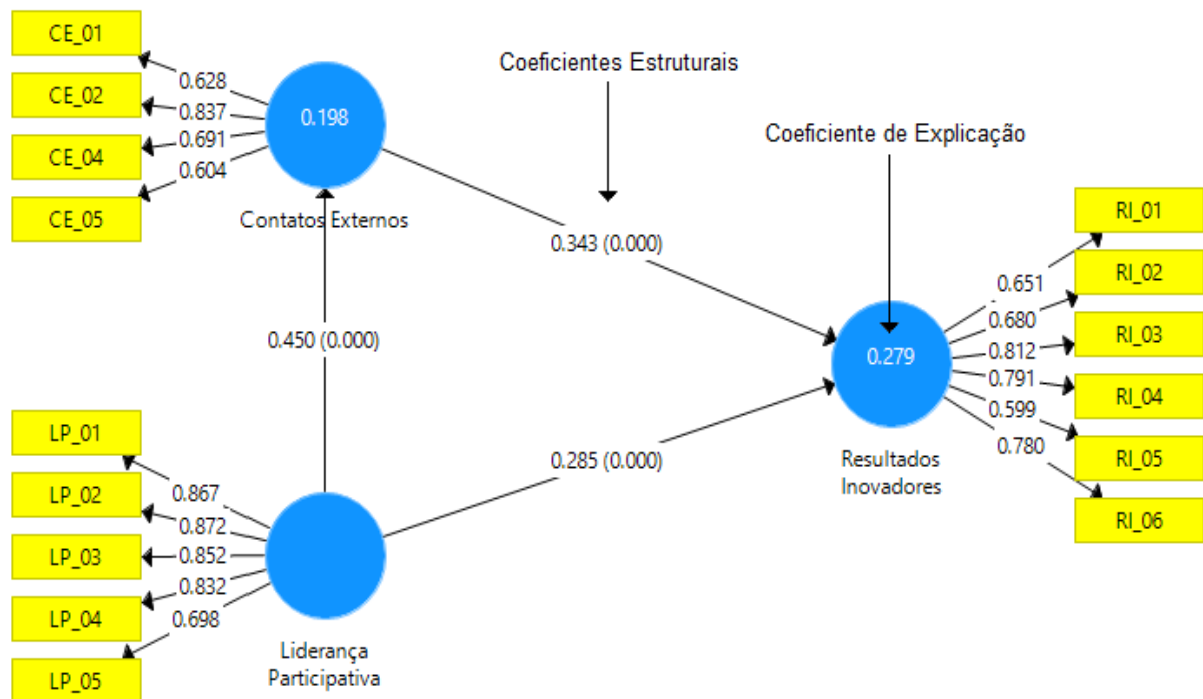 CE_01
CE_02
CE_04
CE_05
0.628
0.837
0.691
0.604
0.198
Contatos Externos
Coeficientes Estruturais
Coeficiente de Explicação
0.343 (0.000)
0.450 (0.000)
0.285 (0.000)
0.279
Resultados
Inovadores
0.651
0.680
0.812
0.791
0.599
0.780
RI_01
RI_02
RI_03
RI_04
RI_05
RI_06
LP_01
LP_02
LP_03
LP_04
LP_05
0.867
0.872
0.852
0.832
0.698
Liderança
Participativa